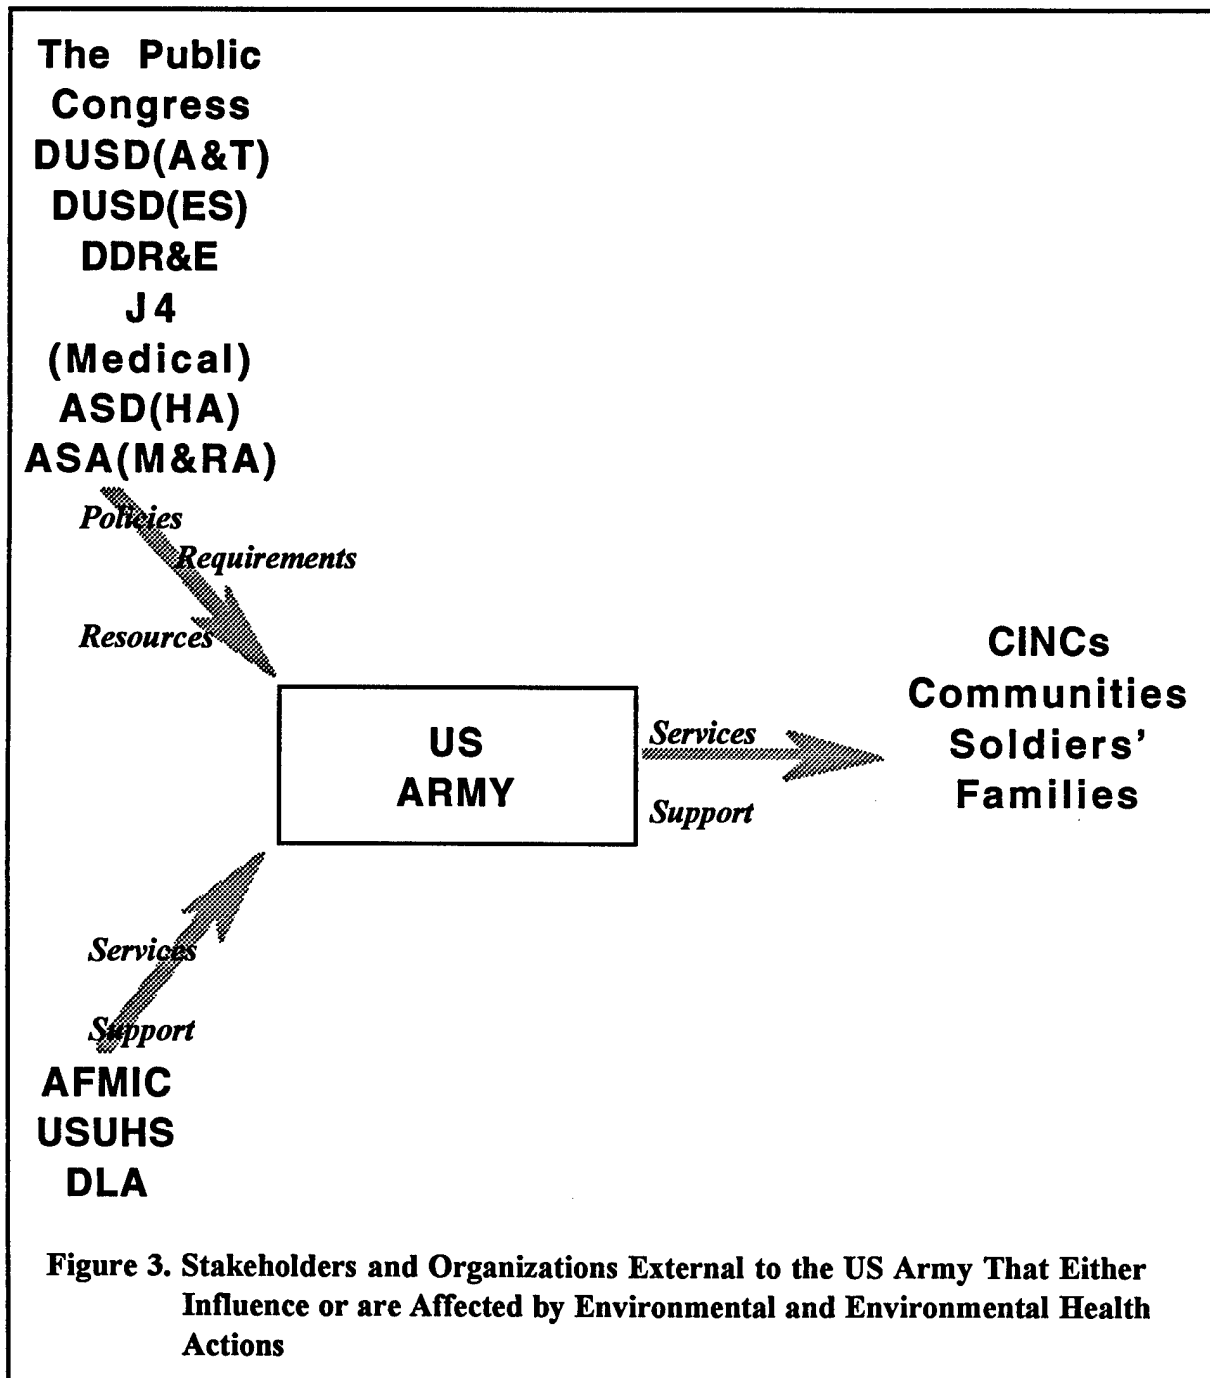 The Public
Congress
DUSD(A&T)
DUSD(ES)
DDR&E
J4
(Medical)
ASD(HA)
ASA(M&RA)
Policies
Requirements
Resources
US
ARMY
Services
Support
CINCs
Communities
Soldiers'
Families
Services
Support
AFMIC
USUHS
DLA
Figure 3. Stakeholders and Organizations External to the US Army That Either
Influence or are Affected by Environmental and Environmental Health
Actions